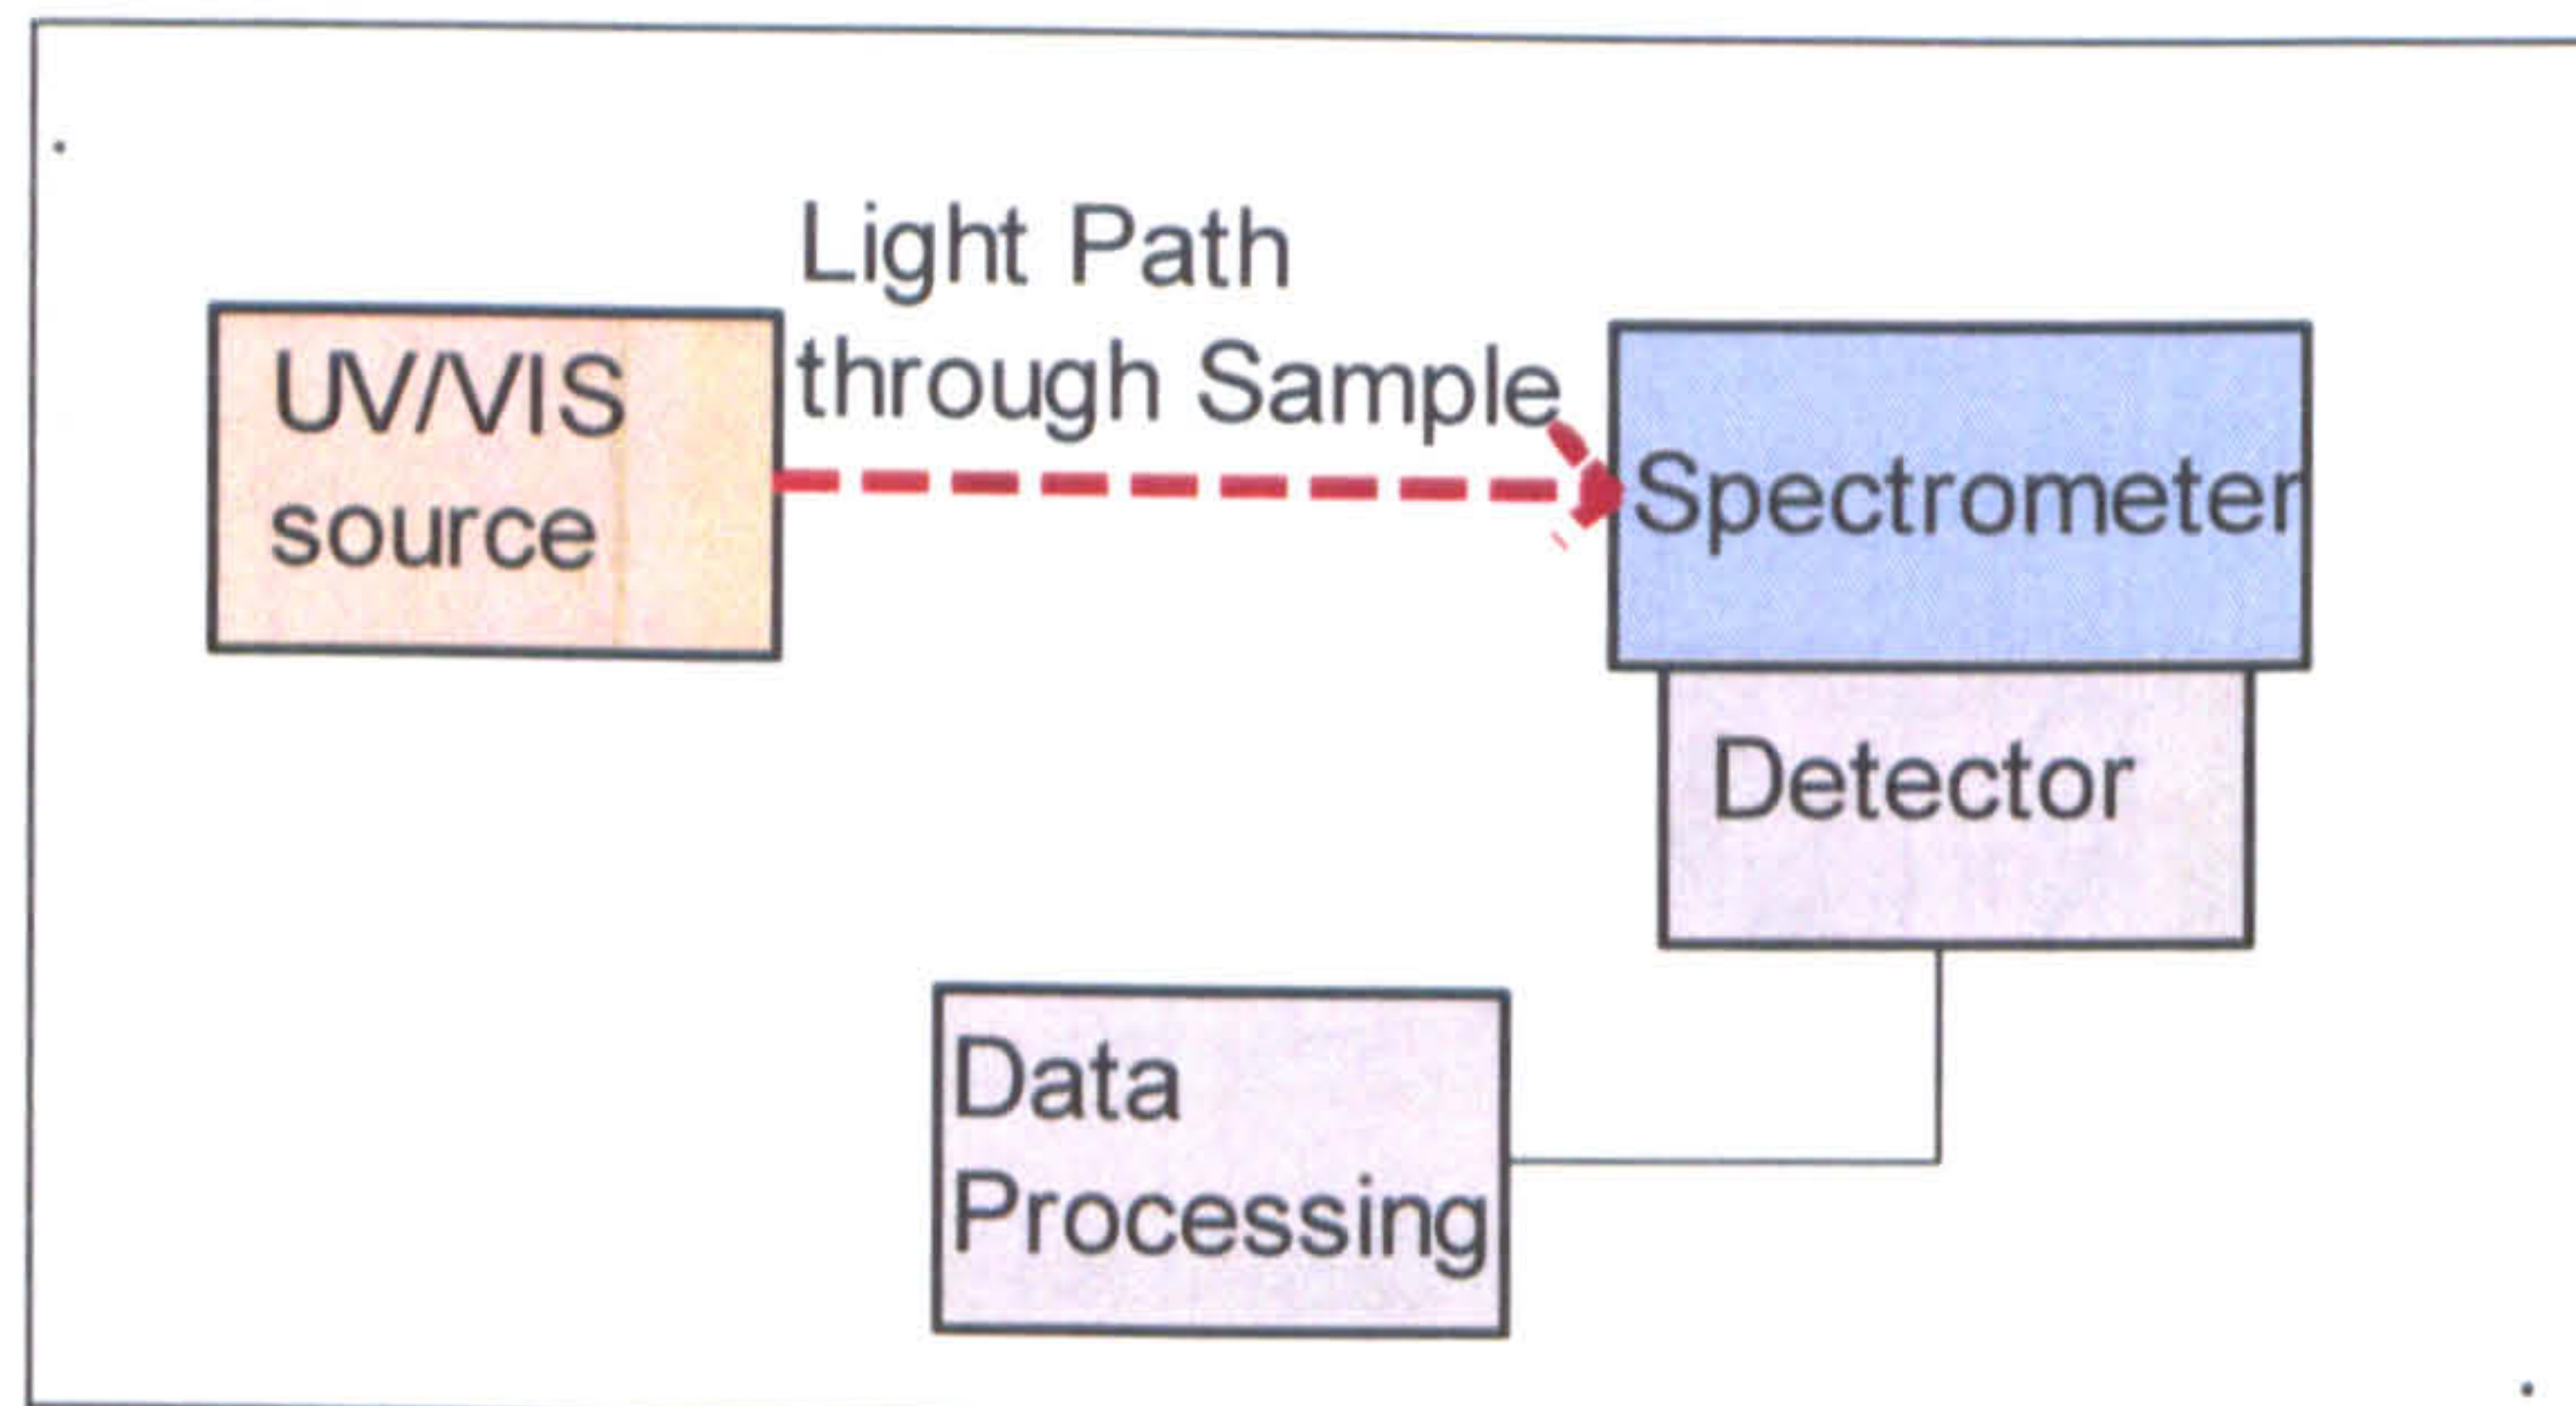 Light Path
through Sample
UV/VIS
source
Spectrometer
Detector
Data
Processing